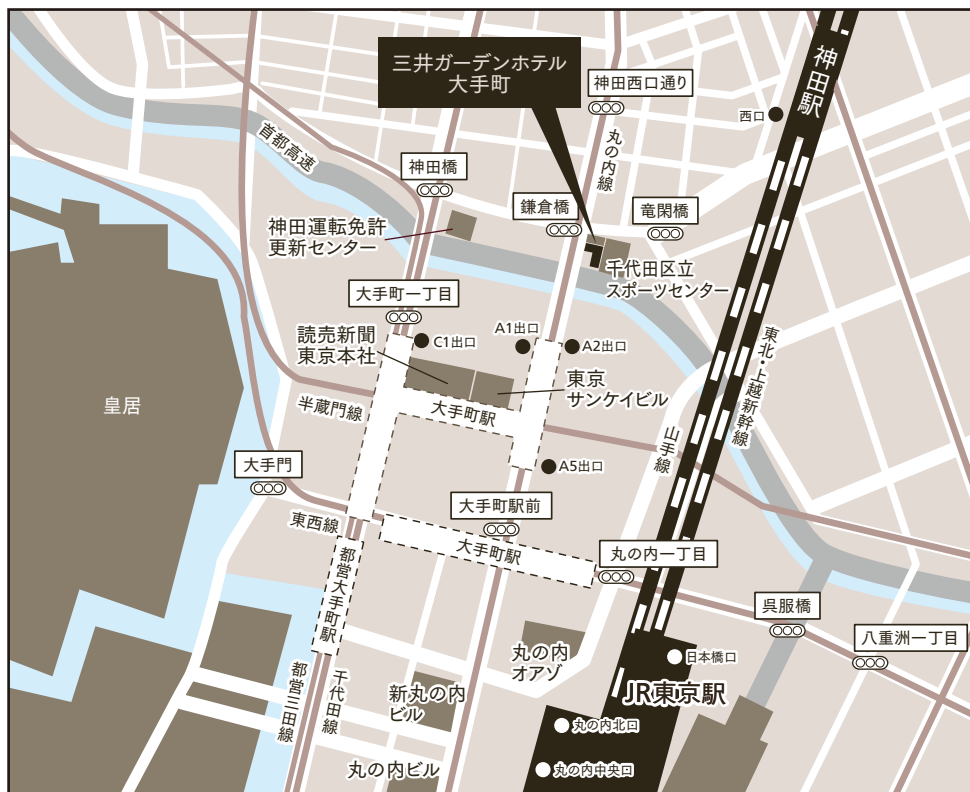 三井ガーデンホテル
大手町
神田西口通り
神田駅
西口
首都高速
神田橋
丸の内線
鎌倉橋
竜閑橋
神田運転免許
更新センター
千代田区立
スポーツセンター
大手町一丁目
読売新聞
東京本社
C1出口
A1出口
A2出口
東北・上越新幹線
東京
サンケイビル
皇居
半蔵門線
大手町駅
山手線
大手門
A5出口
大手町駅前
東西線
大手町駅
丸の内一丁目
都営大手町駅
呉服橋
八重洲一丁目
丸の内
オアゾ
日本橋口
JR東京駅
都営三田線
千代田線
新丸の内
ビル
丸の内北口
丸の内ビル
丸の内中央口